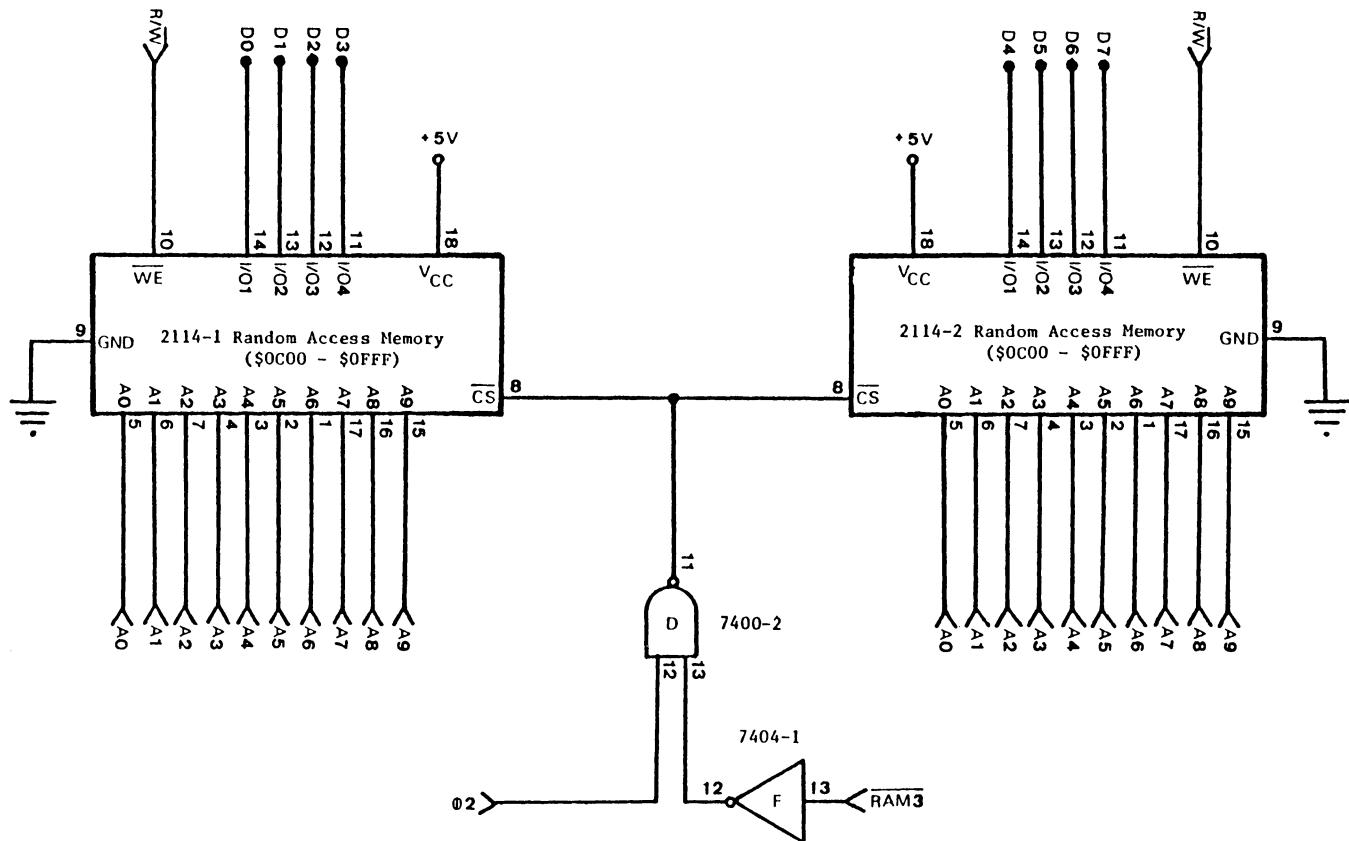 R/W̅
D0 D1 D2 D3
+5V
10 14 13 12 11 18
W̅E̅ I/O1 I/O2 I/O3 I/O4 VCC
9 GND
2114-1 Random Access Memory
($0C00 - $0FFF)
C̅S̅ 8
A0 A1 A2 A3 A4 A5 A6 A7 A8 A9
5 6 7 4 3 2 1 17 16 15
A0 A1 A2 A3 A4 A5 A6 A7 A8 A9
D4 D5 D6 D7
R/W̅
+5V
18 14 13 12 11 10
VCC I/O1 I/O2 I/O3 I/O4 W̅E̅
2114-2 Random Access Memory
($0C00 - $0FFF)
GND 9
8 C̅S̅
A0 A1 A2 A3 A4 A5 A6 A7 A8 A9
5 6 7 4 3 2 1 17 16 15
A0 A1 A2 A3 A4 A5 A6 A7 A8 A9
11
D 7400-2
12 13
7404-1
Φ2
12 F 13 R̅A̅M̅3̅